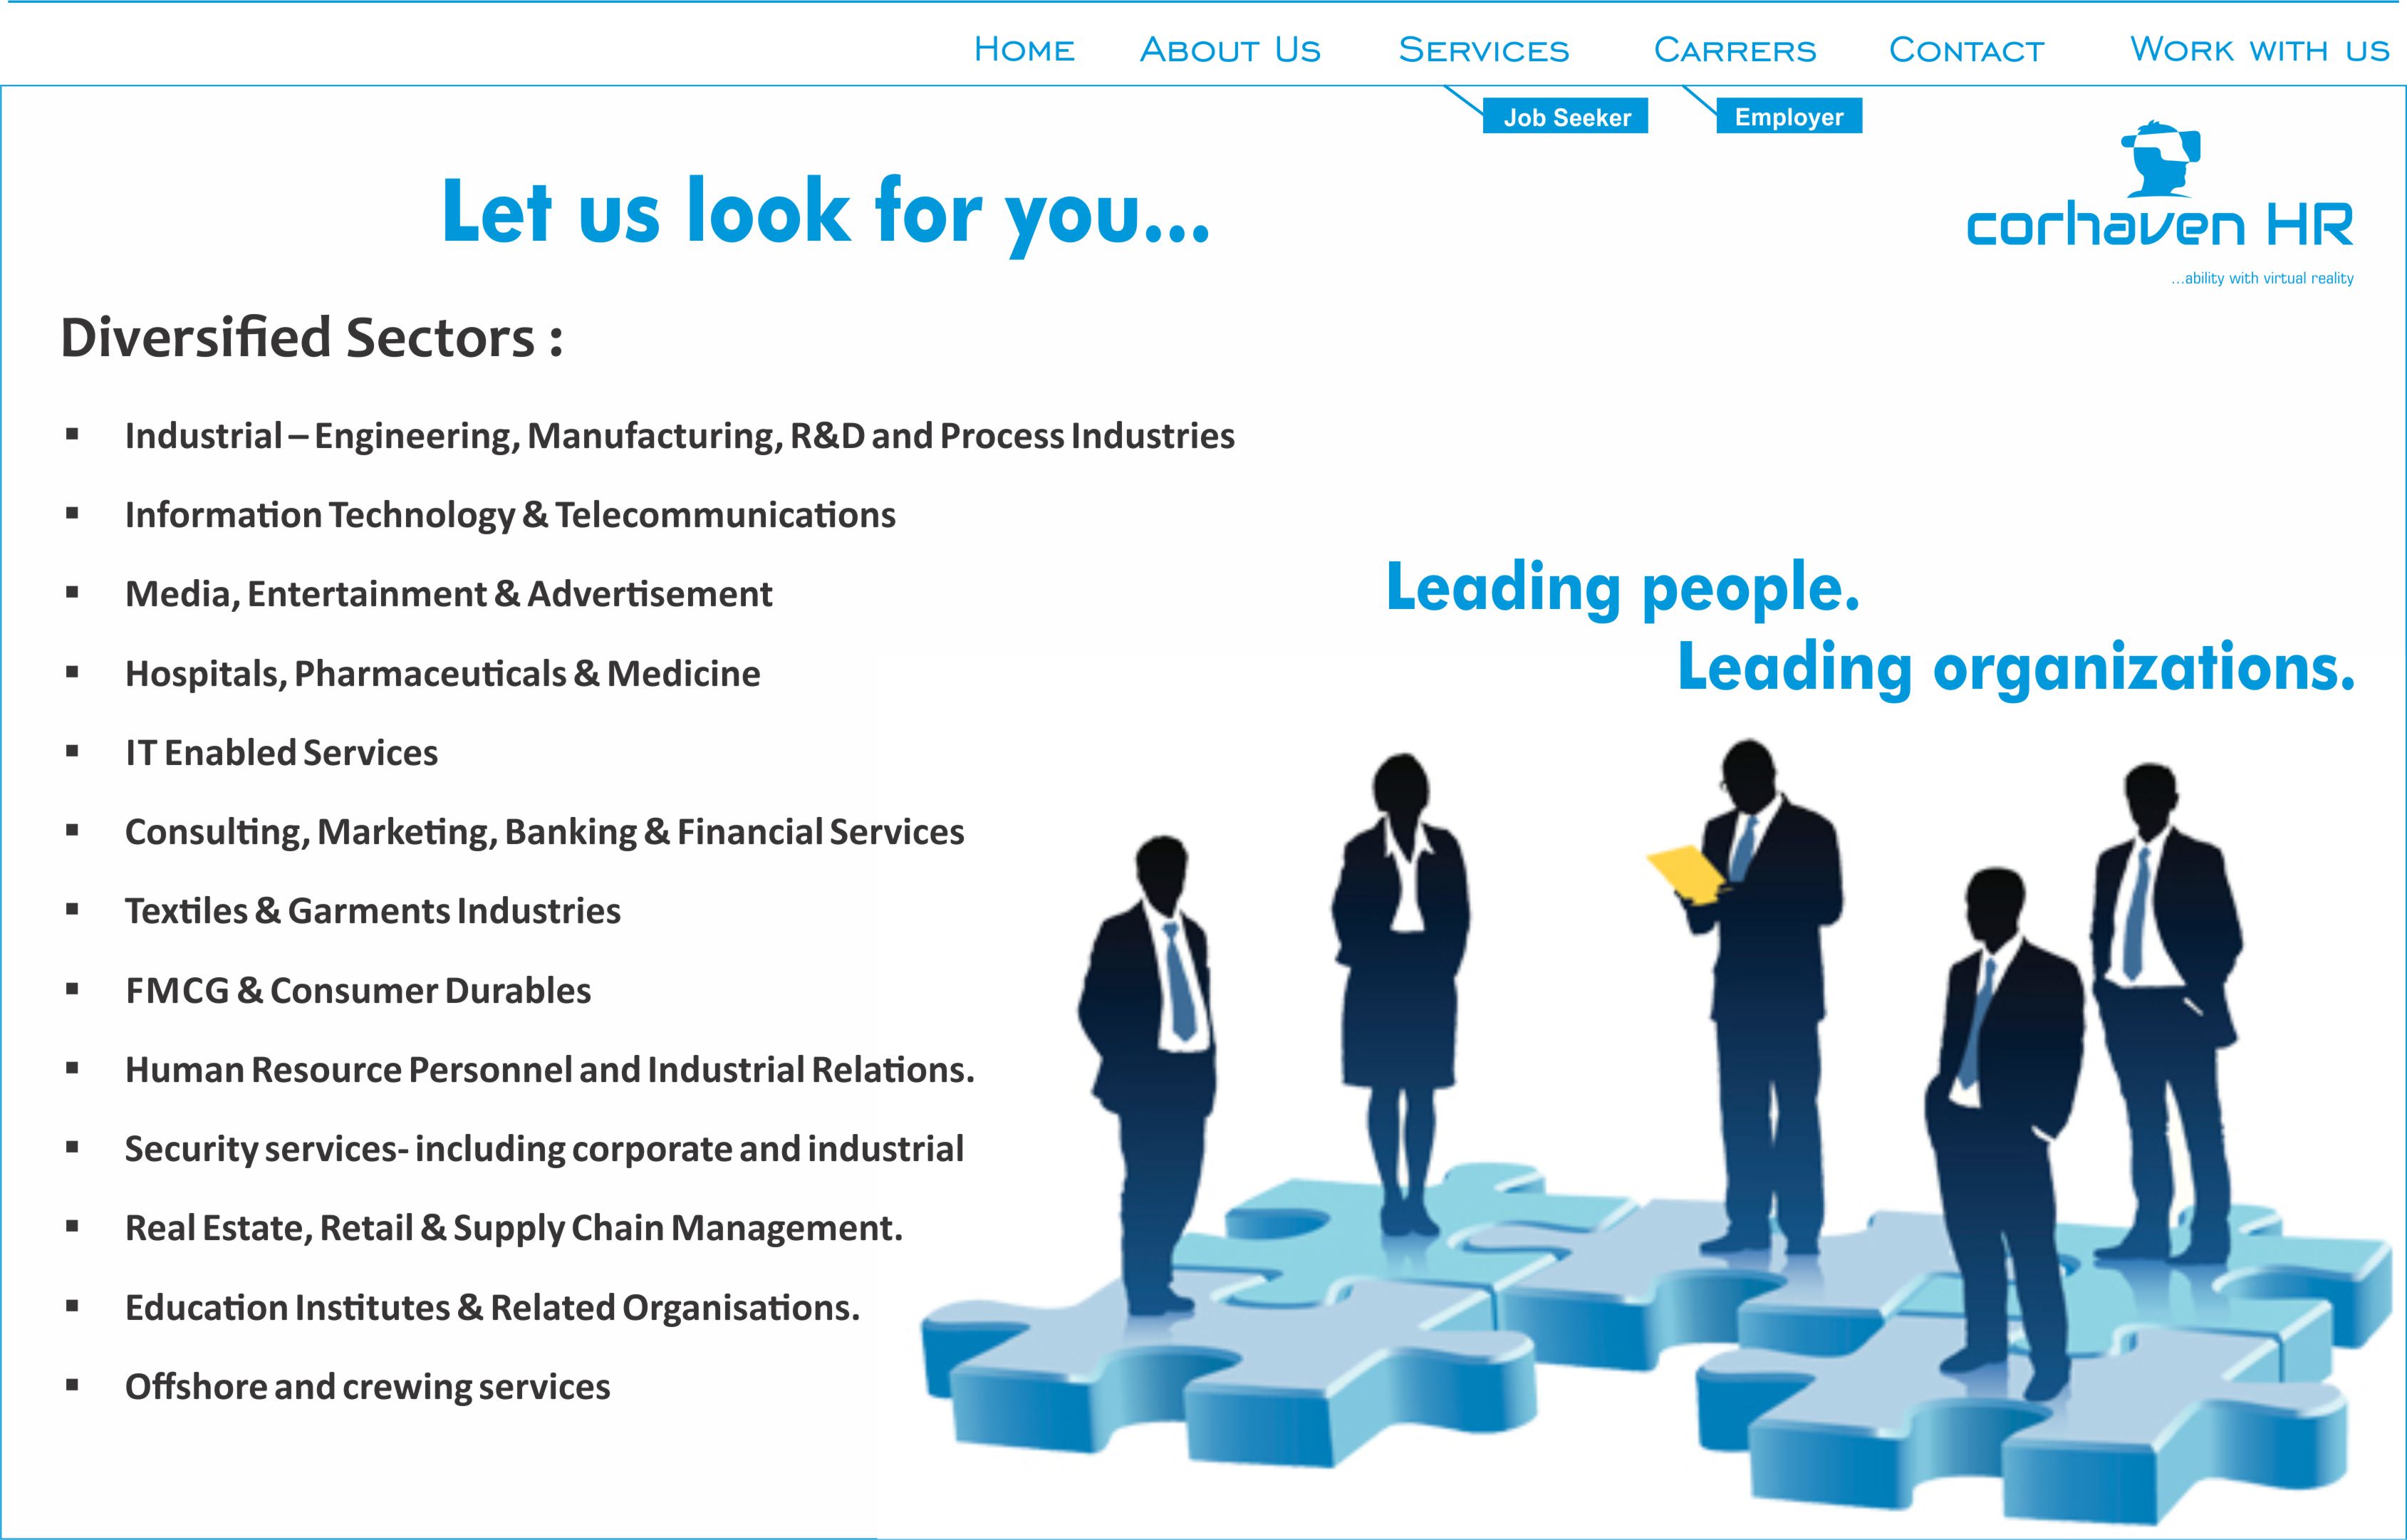 Home About Us Services Carrers Contact Work with us
Job Seeker Employer
corhaven HR
...ability with virtual reality
Let us look for you...
Diversified Sectors :
▪ Industrial – Engineering, Manufacturing, R&D and Process Industries
▪ Information Technology & Telecommunications
▪ Media, Entertainment & Advertisement
▪ Hospitals, Pharmaceuticals & Medicine
▪ IT Enabled Services
▪ Consulting, Marketing, Banking & Financial Services
▪ Textiles & Garments Industries
▪ FMCG & Consumer Durables
▪ Human Resource Personnel and Industrial Relations.
▪ Security services- including corporate and industrial
▪ Real Estate, Retail & Supply Chain Management.
▪ Education Institutes & Related Organisations.
▪ Offshore and crewing services
Leading people.
Leading organizations.